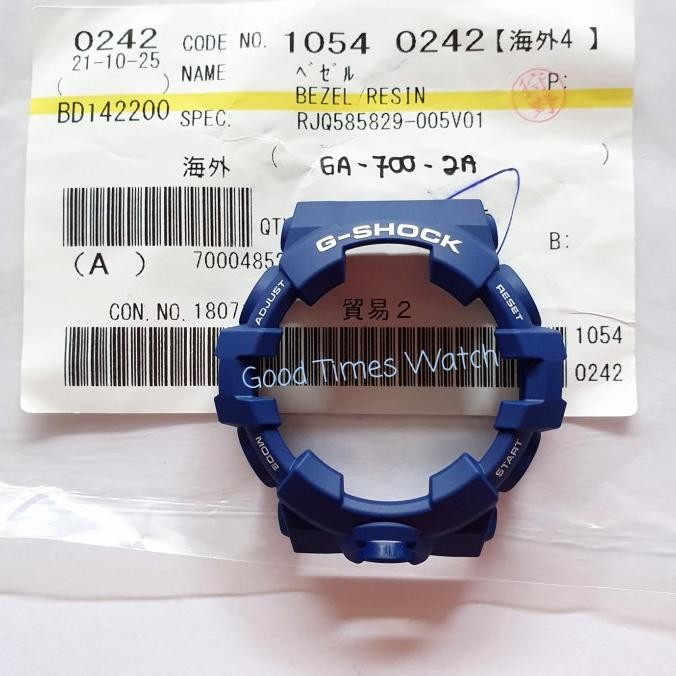 0242 CODE NO. 1054 0242【海外4 】
21-10-25 NAME ベゼル P:
( )
BEZEL/RESIN
BD142200 SPEC. RJQ585829-005V01
海外 ( GA-700-2A )
QT
B:
(A ) 70004852
CON.NO.1807 貿易2
1054
0242
G-SHOCK
ADJUST
RESET
MODE
START
Good Times Watch